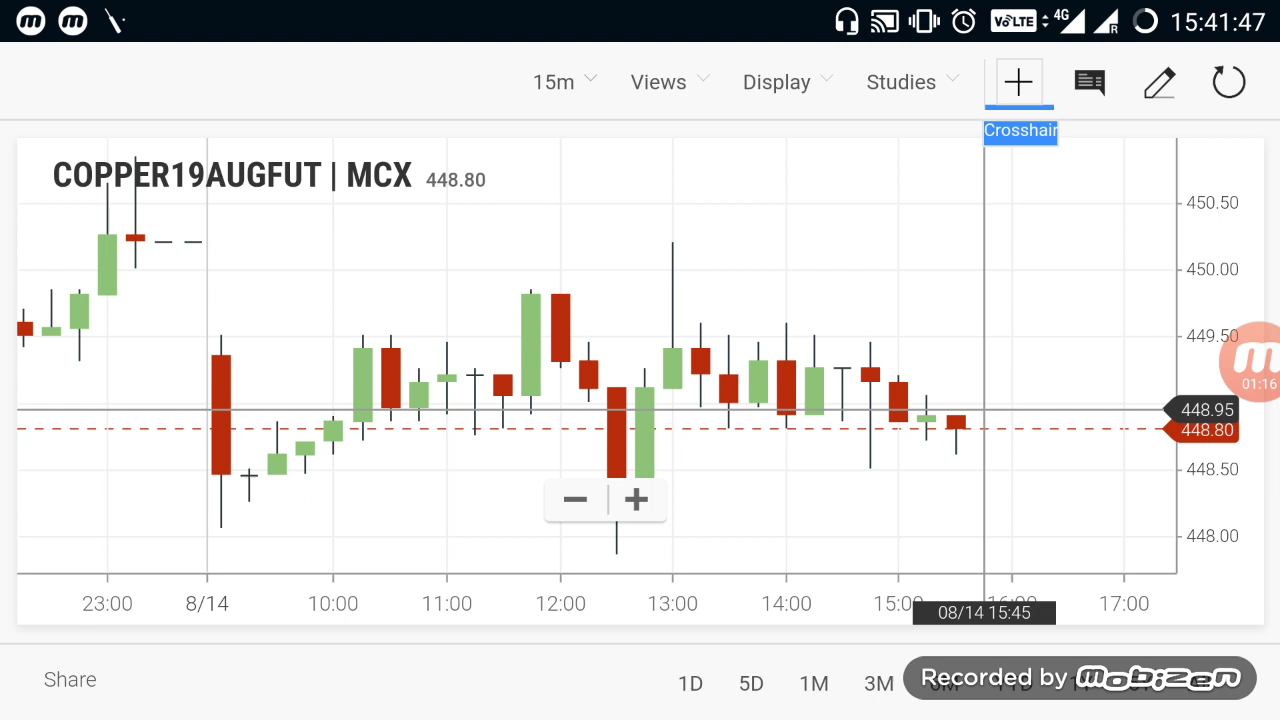 VoLTE 4G R 15:41:47
15m Views Display Studies
Crosshair
COPPER19AUGFUT | MCX 448.80
450.50
450.00
449.50
01:16
448.95
448.80
448.50
448.00
23:00 8/14 10:00 11:00 12:00 13:00 14:00 15:00 16:00 17:00
08/14 15:45
Share 1D 5D 1M 3M 6M
Recorded by mobizen